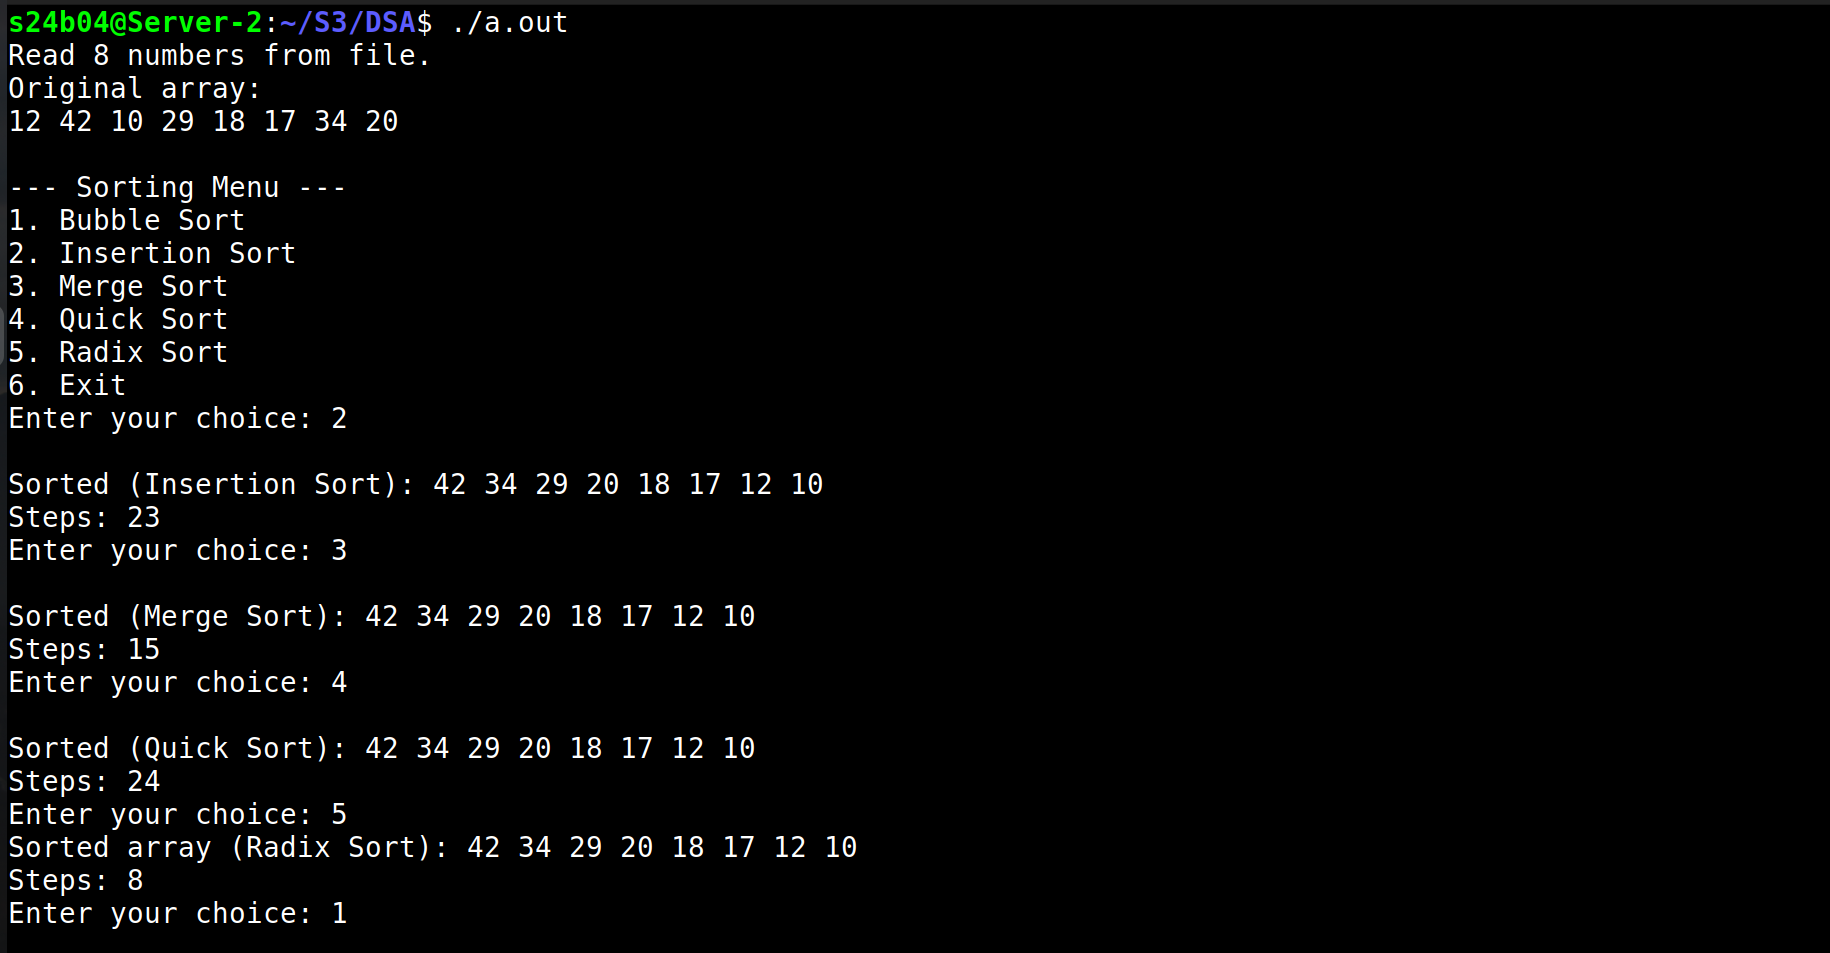 s24b04@Server-2:~/S3/DSA$ ./a.out
Read 8 numbers from file.
Original array:
12 42 10 29 18 17 34 20
--- Sorting Menu ---
1. Bubble Sort
2. Insertion Sort
3. Merge Sort
4. Quick Sort
5. Radix Sort
6. Exit
Enter your choice: 2
Sorted (Insertion Sort): 42 34 29 20 18 17 12 10
Steps: 23
Enter your choice: 3
Sorted (Merge Sort): 42 34 29 20 18 17 12 10
Steps: 15
Enter your choice: 4
Sorted (Quick Sort): 42 34 29 20 18 17 12 10
Steps: 24
Enter your choice: 5
Sorted array (Radix Sort): 42 34 29 20 18 17 12 10
Steps: 8
Enter your choice: 1